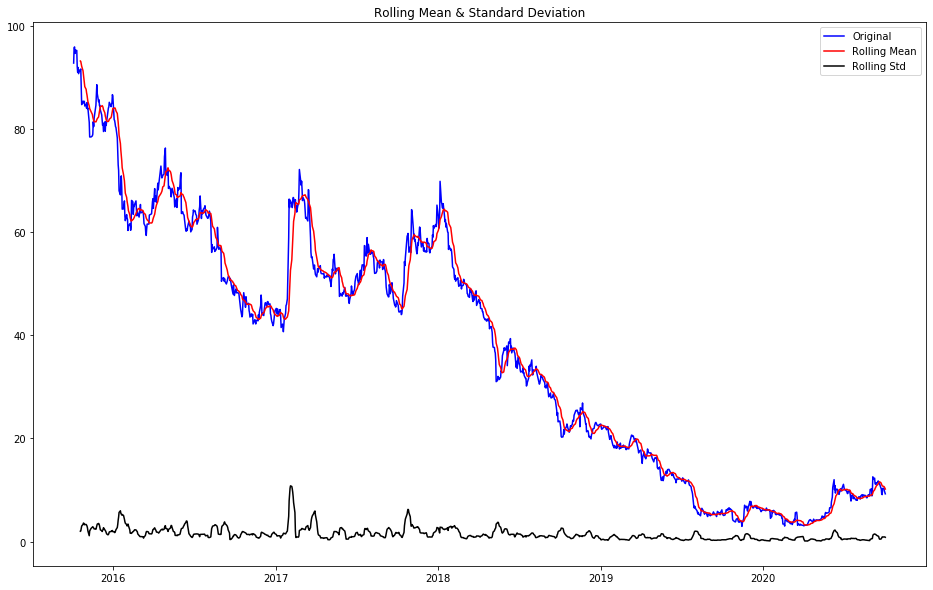 Rolling Mean & Standard Deviation
Original
Rolling Mean
Rolling Std
100
80
60
40
20
0
2016 2017 2018 2019 2020